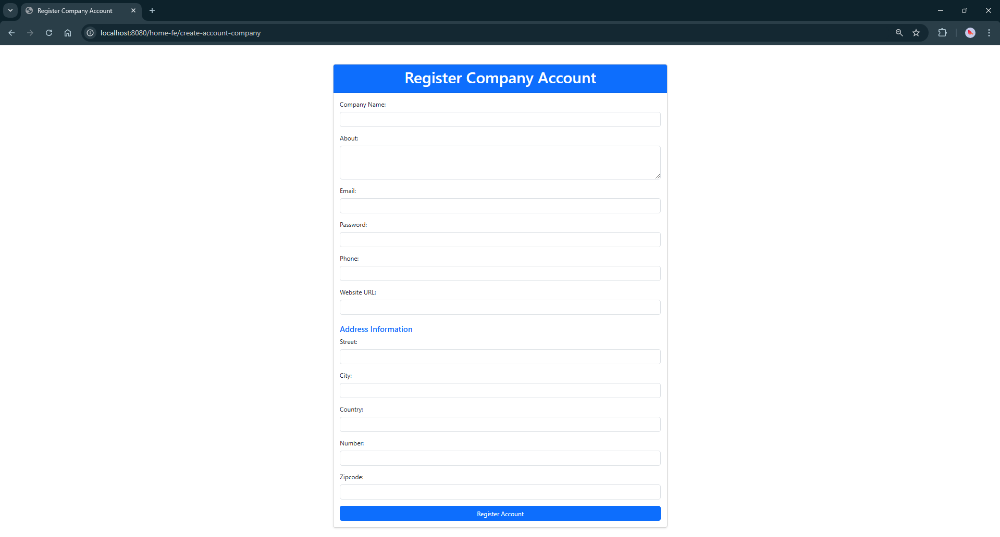 Register Company Account
localhost:8080/home-fe/create-account-company
Register Company Account
Company Name:
About:
Email:
Password:
Phone:
Website URL:
Address Information
Street:
City:
Country:
Number:
Zipcode:
Register Account